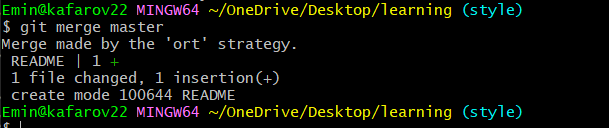 Emin@kafarov22 MINGW64 ~/OneDrive/Desktop/learning (style)
$ git merge master
Merge made by the 'ort' strategy.
 README | 1 +
 1 file changed, 1 insertion(+)
 create mode 100644 README
Emin@kafarov22 MINGW64 ~/OneDrive/Desktop/learning (style)
$